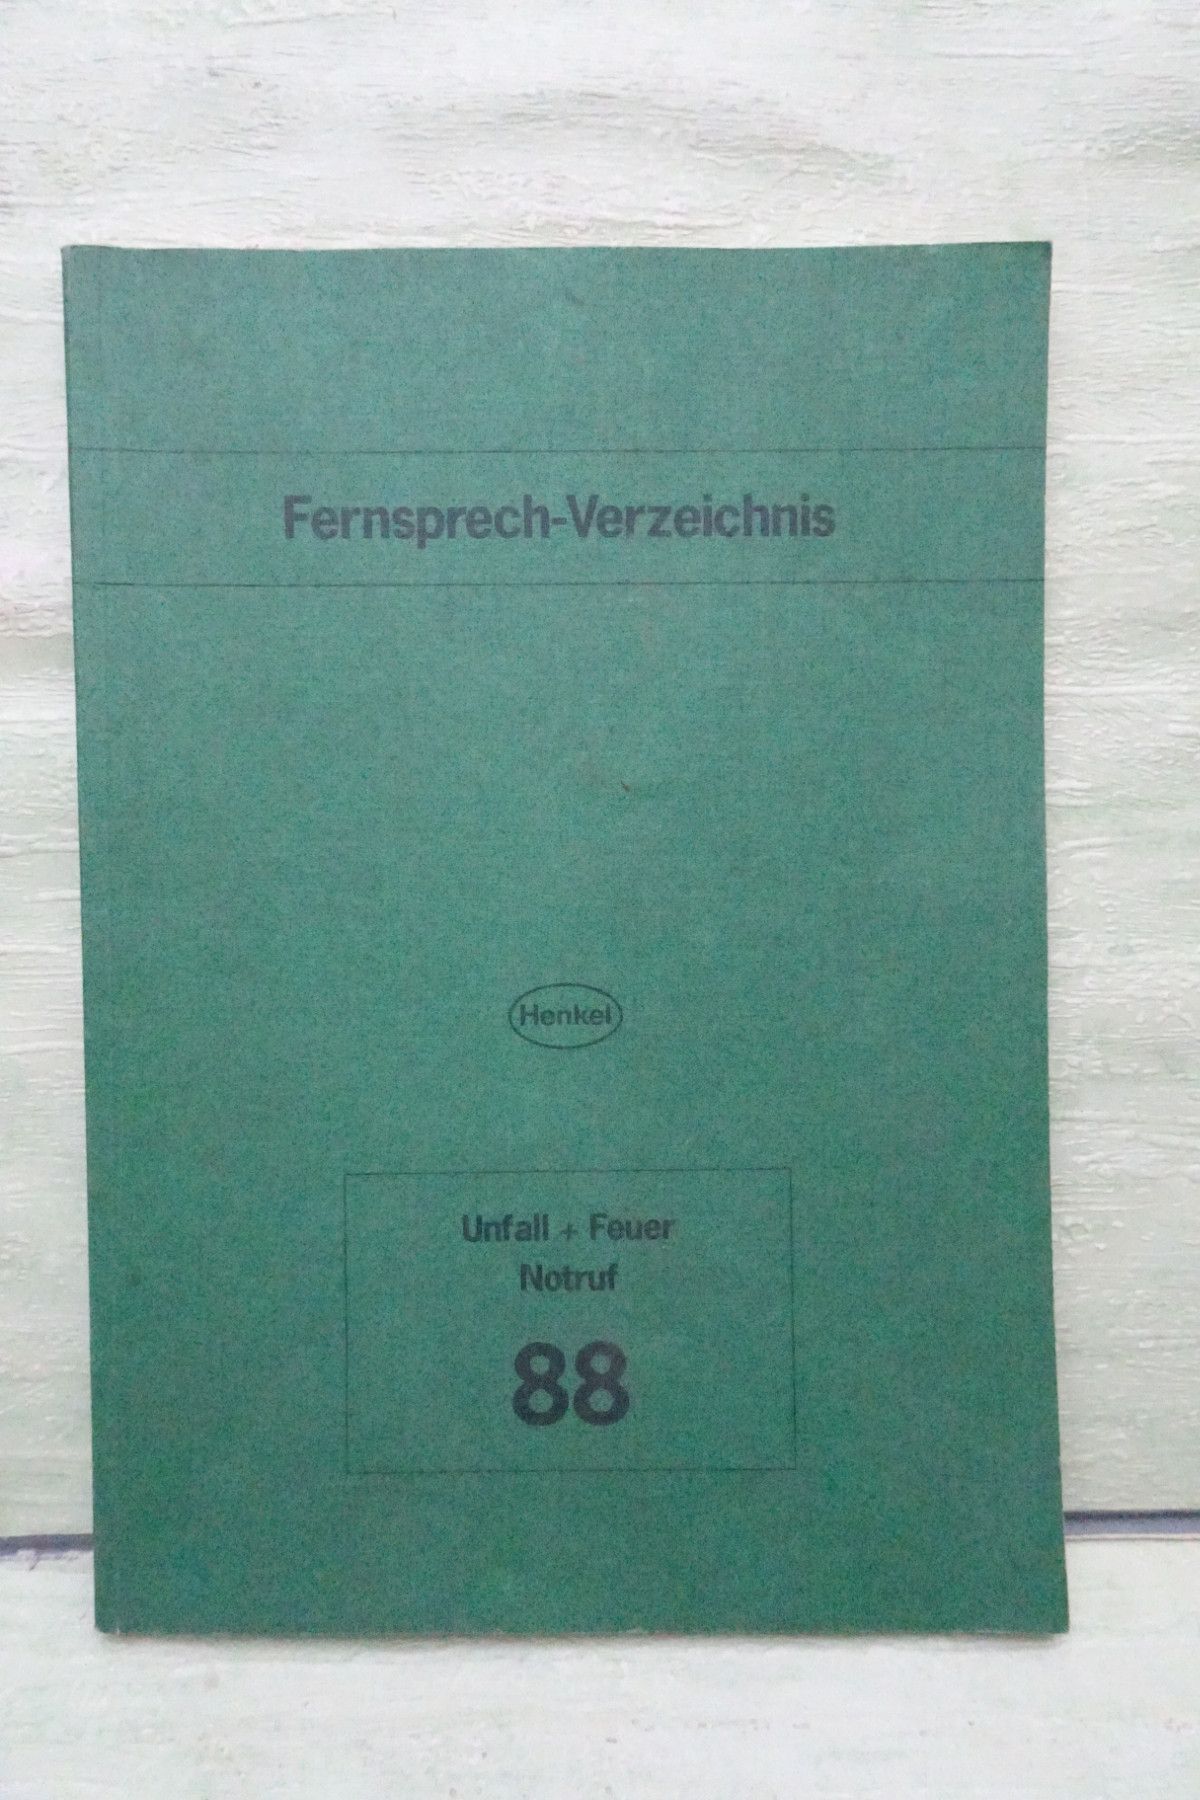 Fernsprech-Verzeichnis
Henkel
Unfall + Feuer
Notruf
88